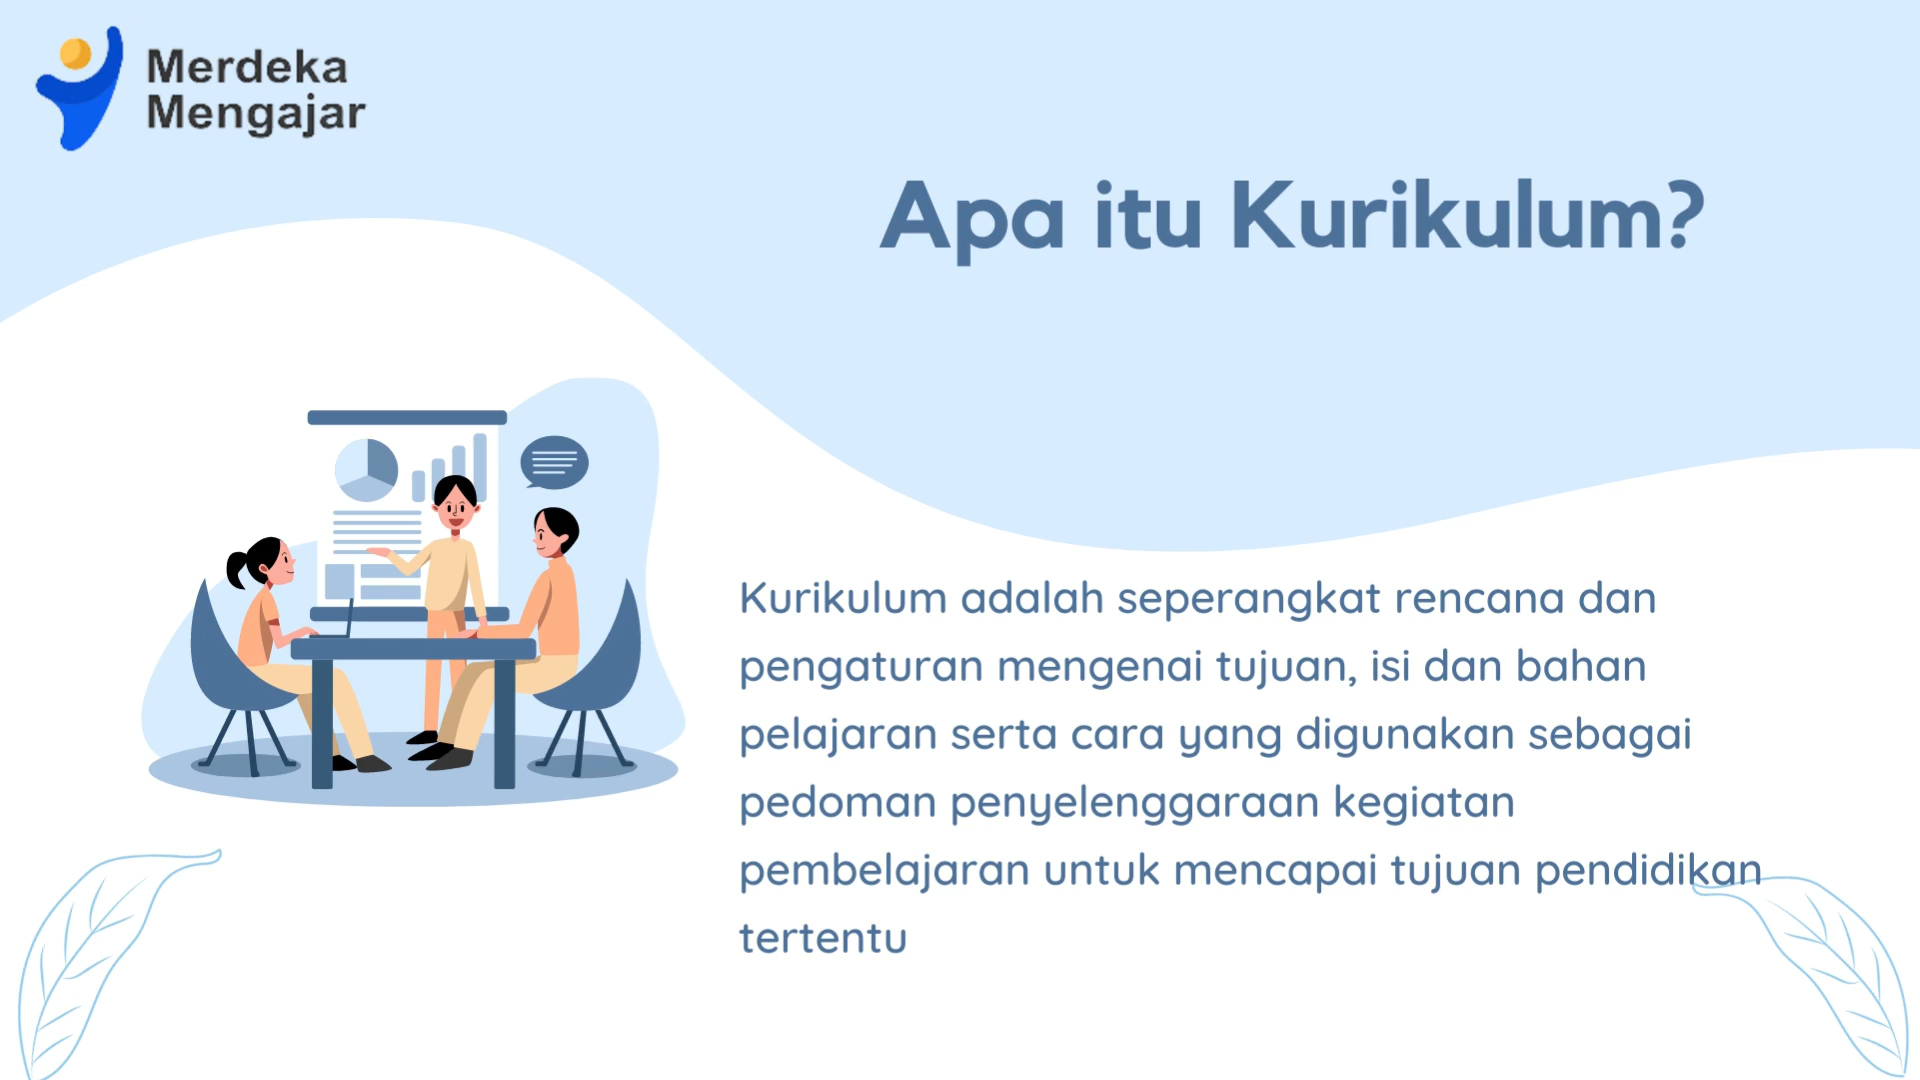 Merdeka
Mengajar
Apa itu Kurikulum?
Kurikulum adalah seperangkat rencana dan
pengaturan mengenai tujuan, isi dan bahan
pelajaran serta cara yang digunakan sebagai
pedoman penyelenggaraan kegiatan
pembelajaran untuk mencapai tujuan pendidikan
tertentu